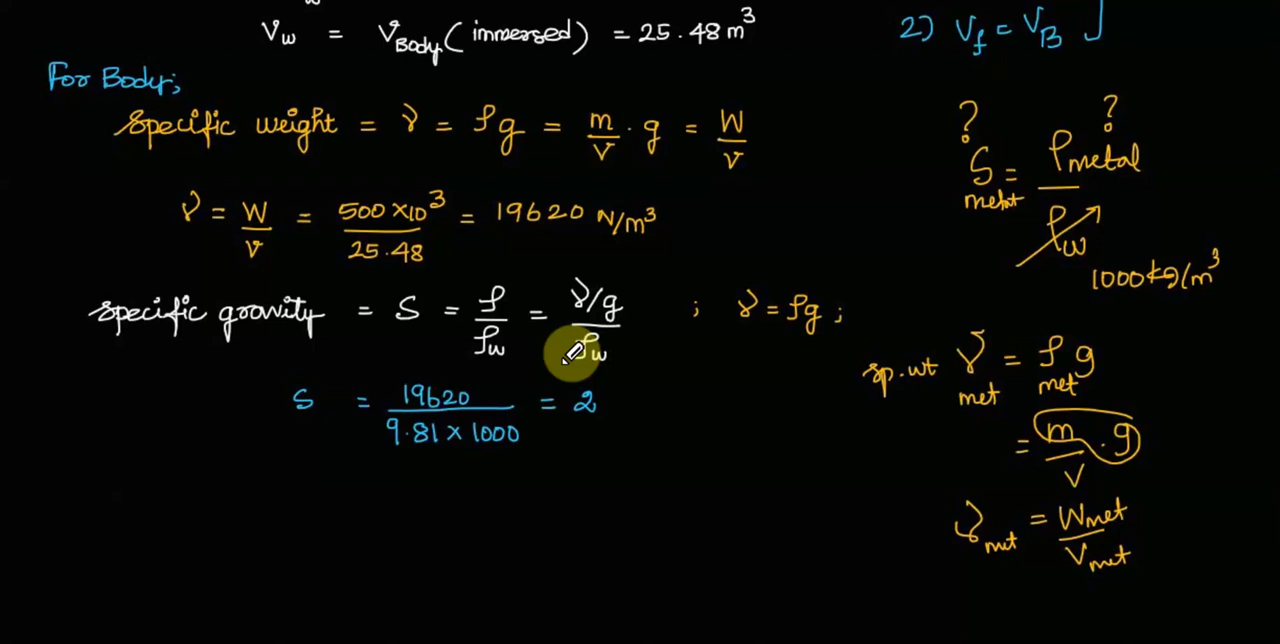 V_w = V_Body (immersed) = 25.48 m³
2) V_f = V_B
For Body;
Specific weight = γ = ρg = m/V · g = W/V
γ = W/V = 500 × 10³ / 25.48 = 19620 N/m³
Specific gravity = S = ρ/ρ_w = (γ/g)/ρ_w ; γ = ρg ;
S = 19620 / (9.81 × 1000) = 2
? ?
S = ρ_metal / ρ_w
1000 kg/m³
sp. wt γ_met = ρ_met g
= m/V · g
γ_met = W_met / V_met